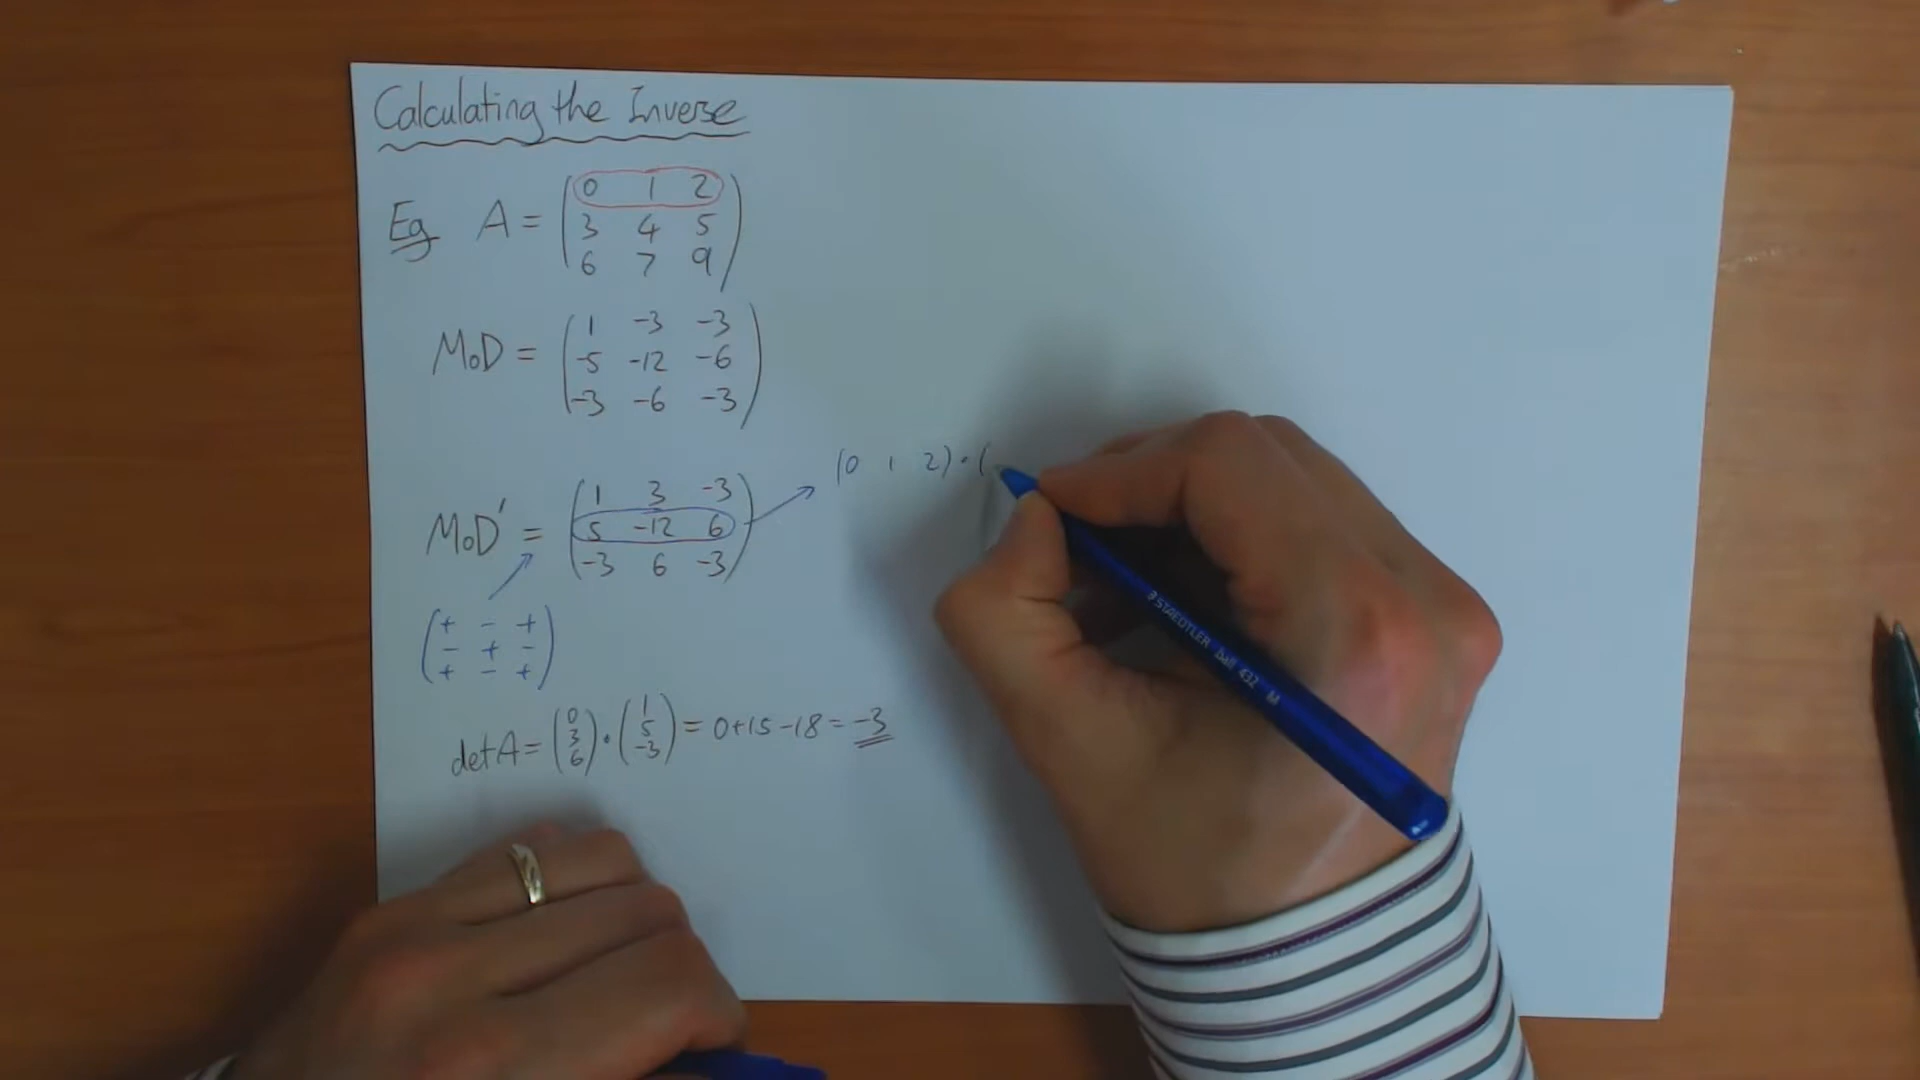 Calculating the Inverse
Eg A = (0 1 2
3 4 5
6 7 9)
MoD = (1 -3 -3
-5 -12 -6
-3 -6 -3)
MoD' = (1 3 -3
5 -12 6
-3 6 -3)
(0 1 2) · (
(+ - +
- + -
+ - +)
detA = (0 3 6) · (1 5 -3) = 0+15-18 = -3
STAEDTLER ball 432 M